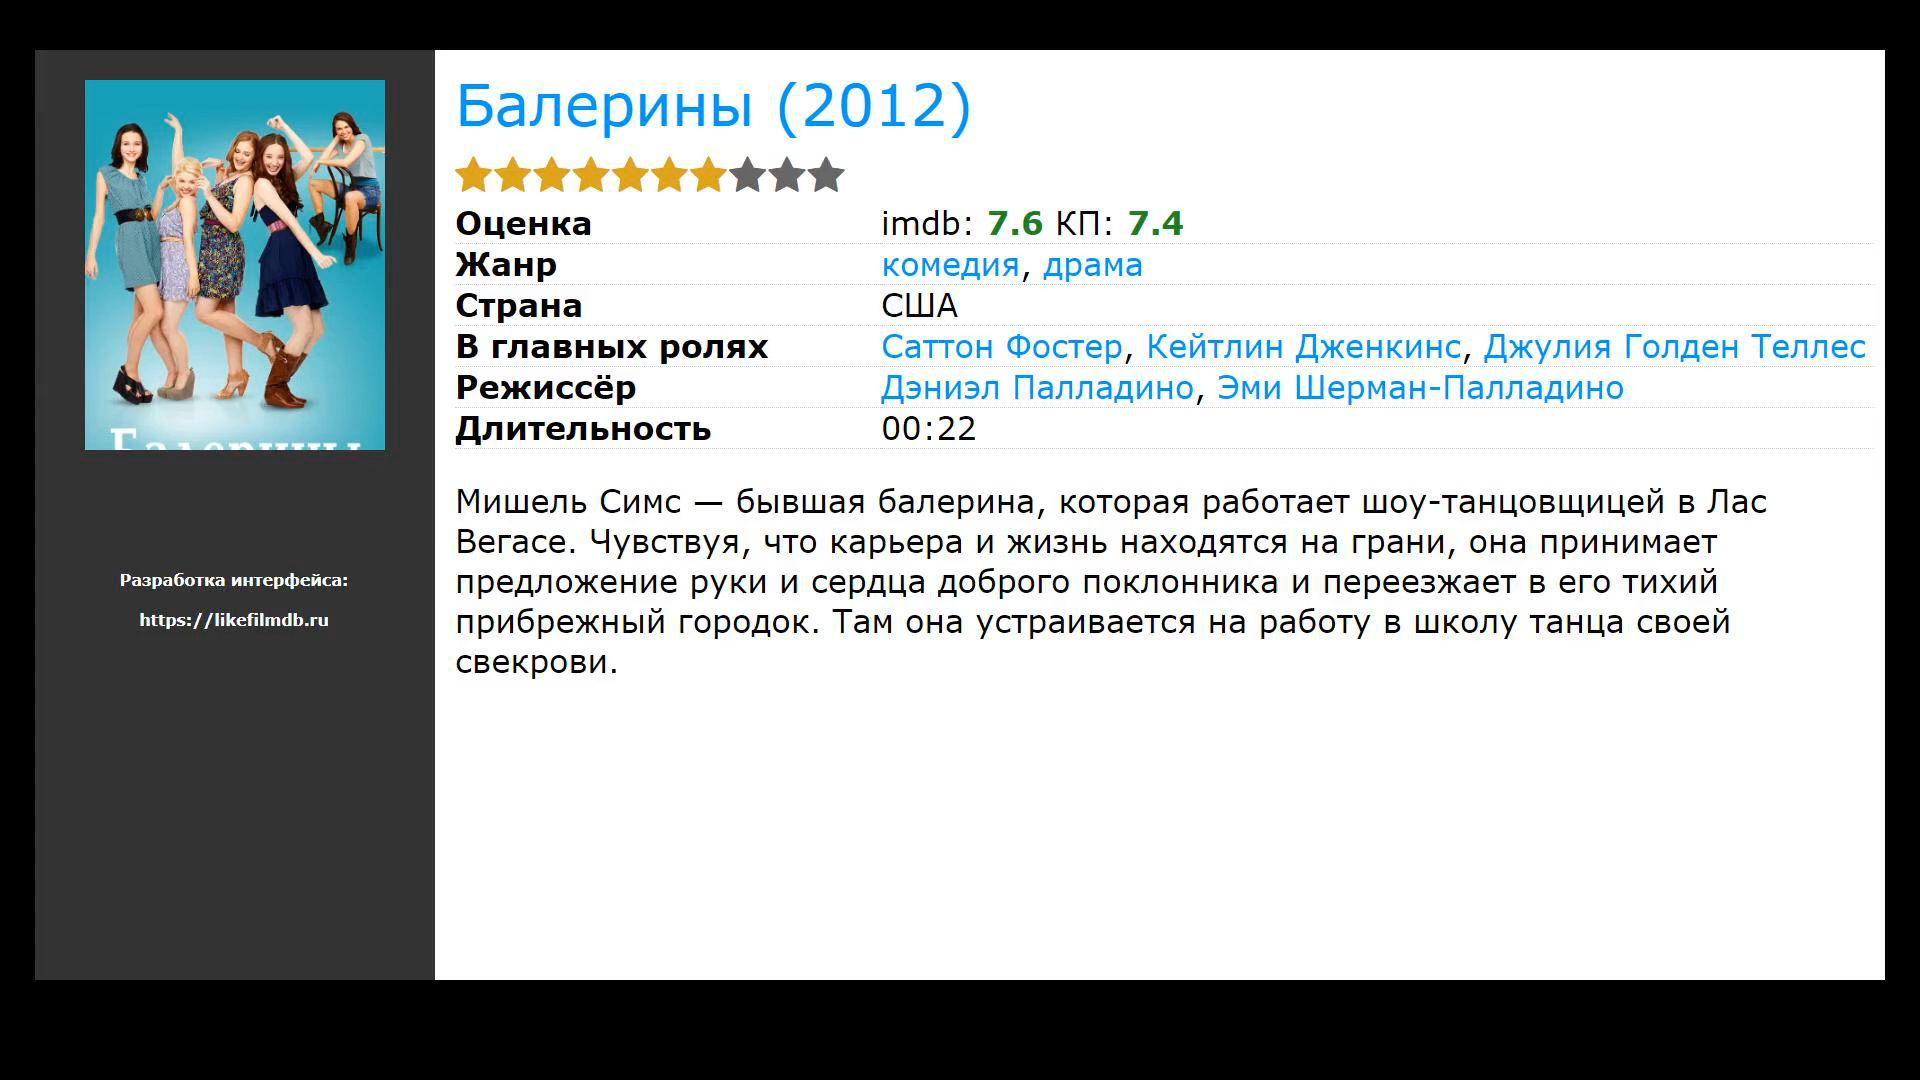 Балерины (2012)
Оценка imdb: 7.6 КП: 7.4
Жанр комедия, драма
Страна США
В главных ролях Саттон Фостер, Кейтлин Дженкинс, Джулия Голден Теллес
Режиссёр Дэниэл Палладино, Эми Шерман-Палладино
Длительность 00:22
Мишель Симс — бывшая балерина, которая работает шоу-танцовщицей в Лас
Вегасе. Чувствуя, что карьера и жизнь находятся на грани, она принимает
предложение руки и сердца доброго поклонника и переезжает в его тихий
прибрежный городок. Там она устраивается на работу в школу танца своей
свекрови.
Балерины
Разработка интерфейса:
https://likefilmdb.ru